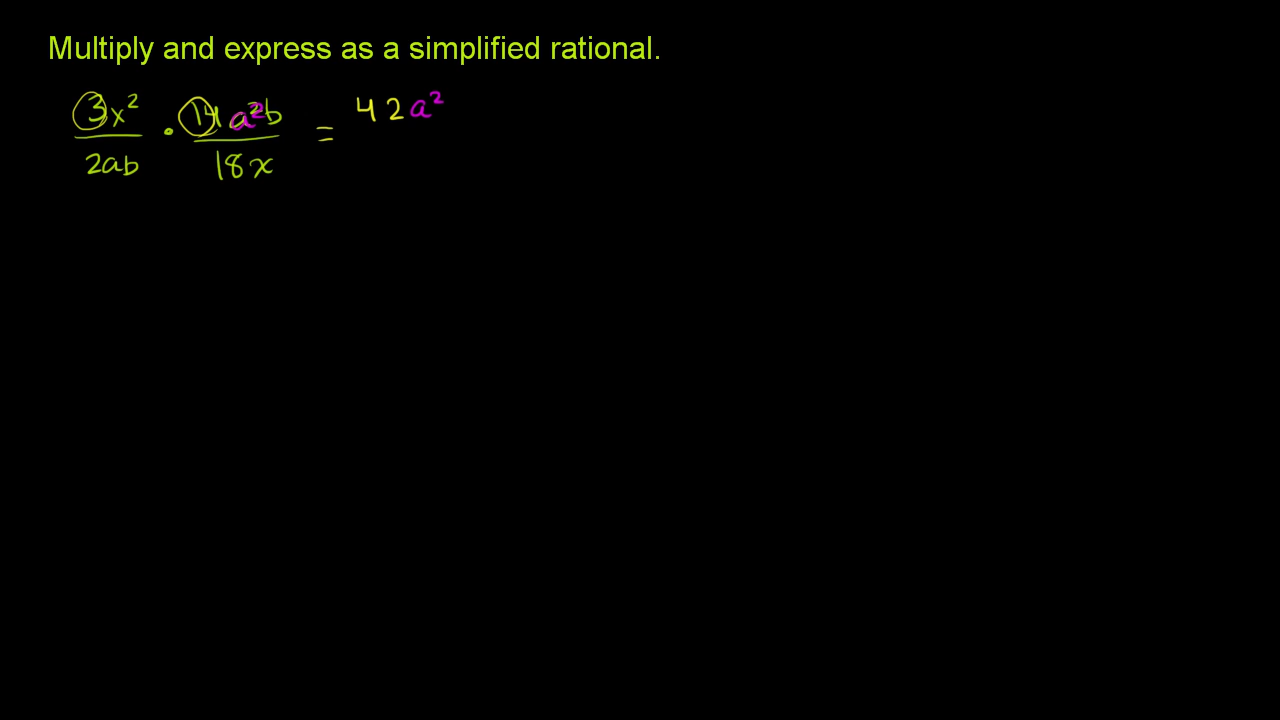 Multiply and express as a simplified rational.
3x² / 2ab · 14a²b / 18x = 42a²